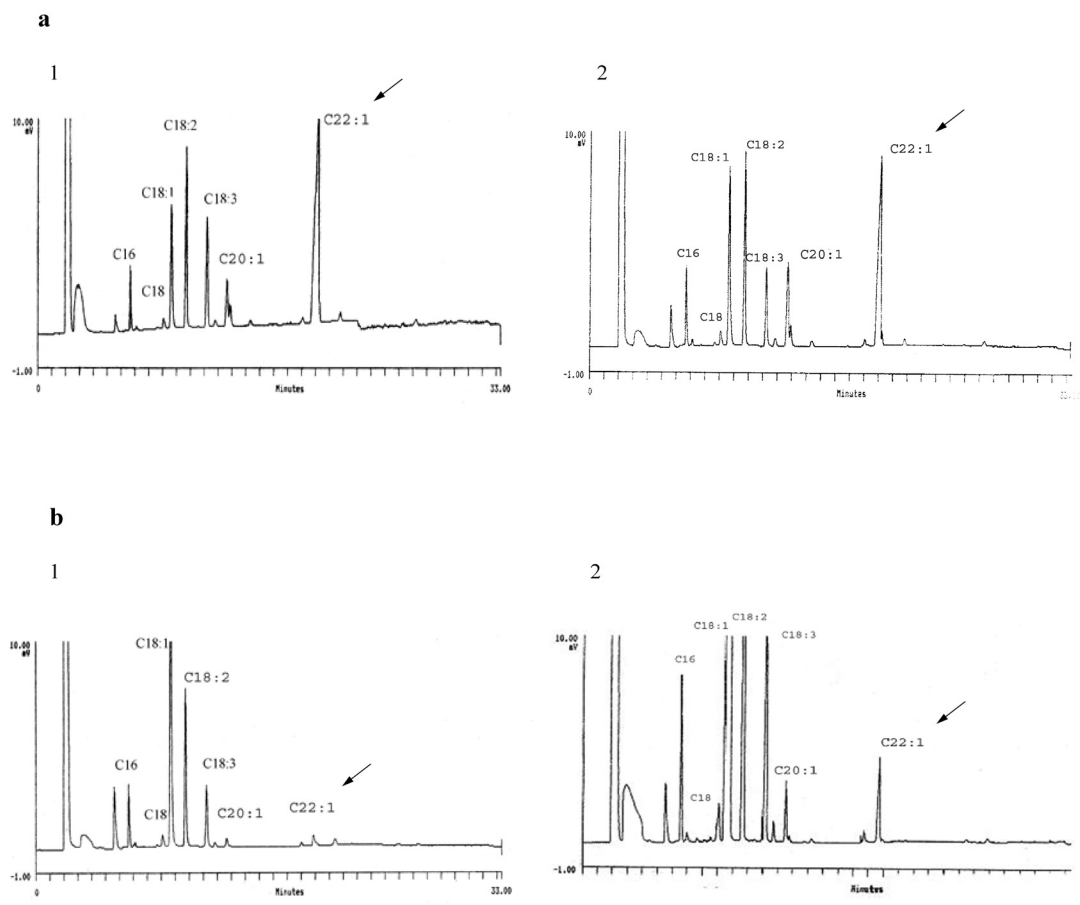 a
1
2
10.00
mV
C16
C18
C18:1
C18:2
C18:3
C20:1
C22:1
-1.00
0
Minutes
33.00
10.00
mV
C16
C18
C18:1
C18:2
C18:3
C20:1
C22:1
-1.00
0
Minutes
b
1
2
10.00
mV
C16
C18
C18:1
C18:2
C18:3
C20:1
C22:1
-1.00
0
Minutes
33.00
10.00
mV
C16
C18
C18:1
C18:2
C18:3
C20:1
C22:1
-1.00
Minutes